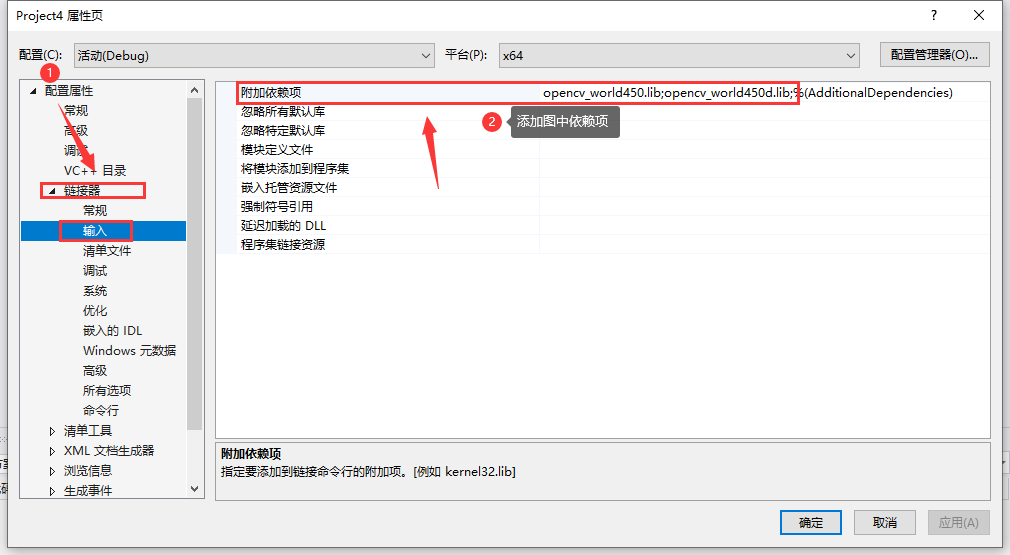 Project4 属性页
?
配置(C):
活动(Debug)
平台(P):
x64
配置管理器(O)...
1
配置属性
常规
高级
调试
VC++ 目录
链接器
常规
输入
清单文件
调试
系统
优化
嵌入的 IDL
Windows 元数据
高级
所有选项
命令行
清单工具
XML 文档生成器
浏览信息
生成事件
附加依赖项
opencv_world450.lib;opencv_world450d.lib;%(AdditionalDependencies)
忽略所有默认库
2
添加图中依赖项
忽略特定默认库
模块定义文件
将模块添加到程序集
嵌入托管资源文件
强制符号引用
延迟加载的 DLL
程序集链接资源
附加依赖项
指定要添加到链接命令行的附加项。[例如 kernel32.lib]
确定
取消
应用(A)